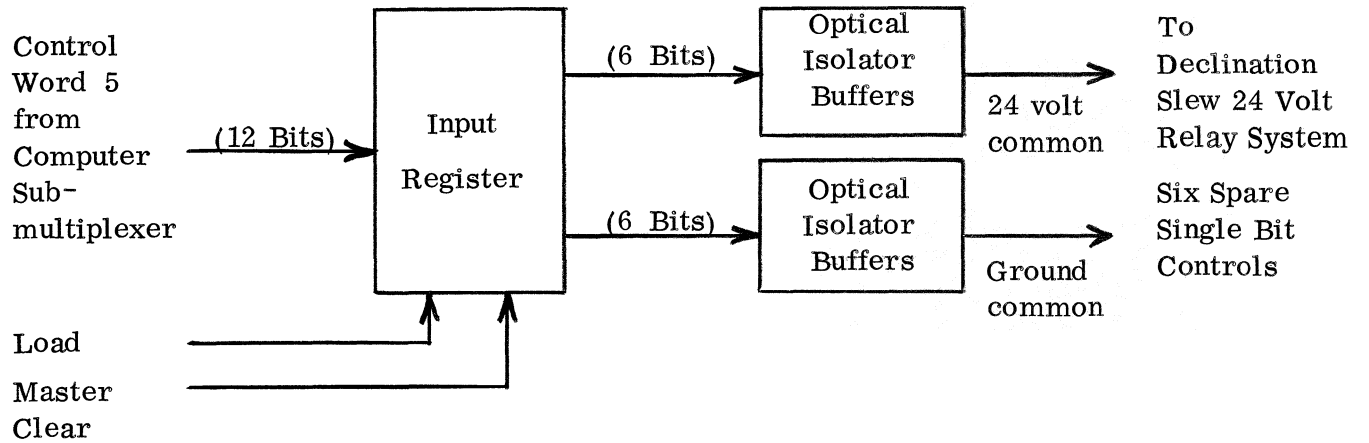 Control
Word 5
from
Computer
Sub-
multiplexer
(12 Bits)
Input
Register
(6 Bits)
(6 Bits)
Optical
Isolator
Buffers
Optical
Isolator
Buffers
24 volt
common
Ground
common
To
Declination
Slew 24 Volt
Relay System
Six Spare
Single Bit
Controls
Load
Master
Clear